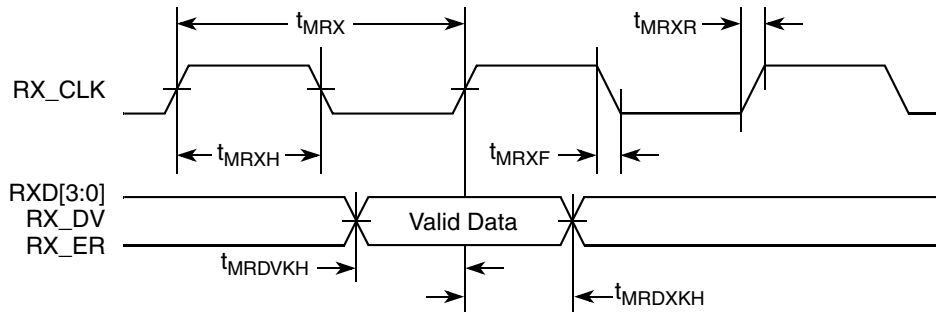 tMRX
tMRXR
RX_CLK
tMRXH
tMRXF
RXD[3:0]
RX_DV
Valid Data
RX_ER
tMRDVKH
tMRDXKH